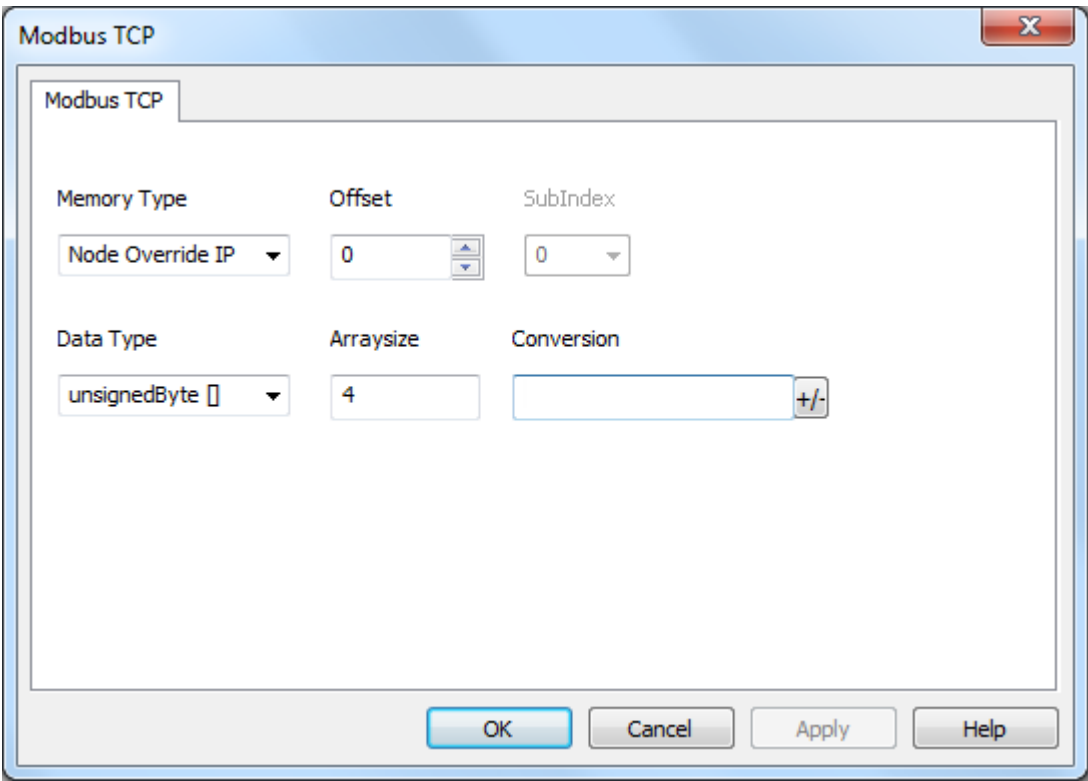 Modbus TCP
Modbus TCP
Memory Type Offset SubIndex
Node Override IP 0 0
Data Type Arraysize Conversion
unsignedByte [] 4 +/-
OK Cancel Apply Help